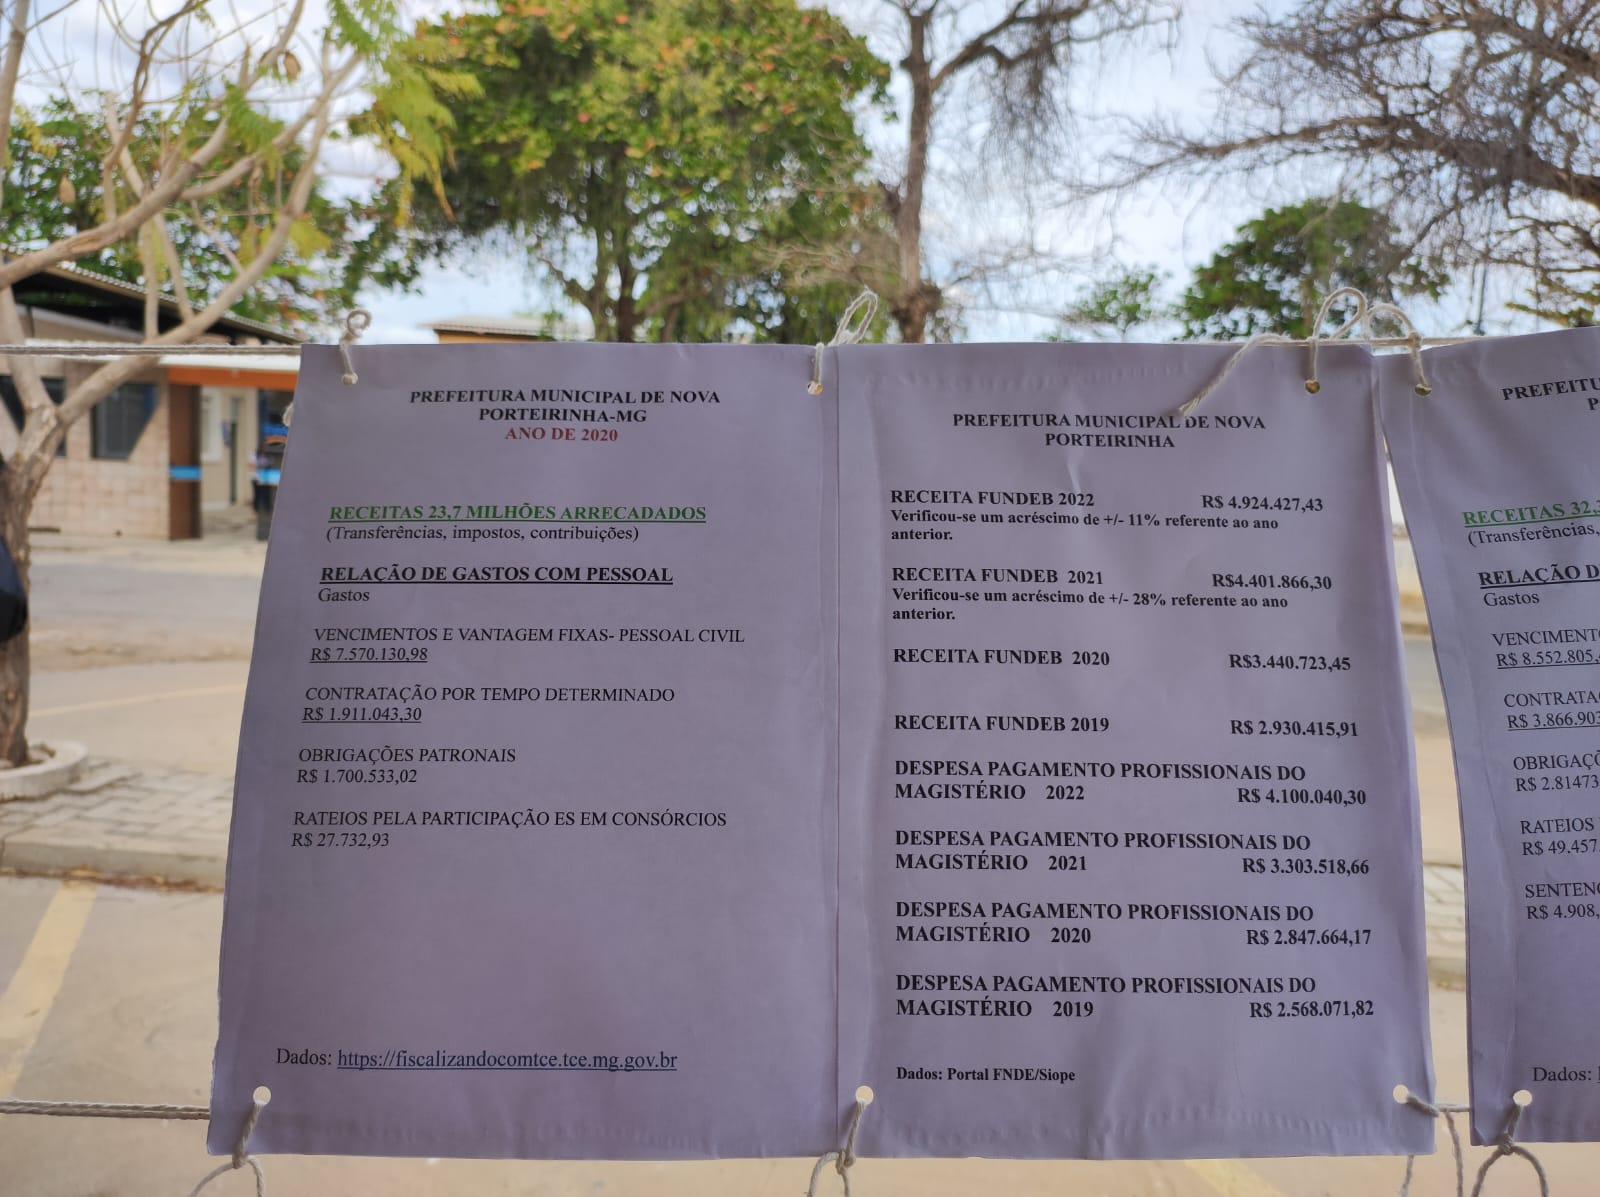 PREFEITURA MUNICIPAL DE NOVA
PORTEIRINHA-MG
ANO DE 2020
RECEITAS 23,7 MILHÕES ARRECADADOS
(Transferências, impostos, contribuições)
RELAÇÃO DE GASTOS COM PESSOAL
Gastos
VENCIMENTOS E VANTAGEM FIXAS- PESSOAL CIVIL
R$ 7.570.130,98
CONTRATAÇÃO POR TEMPO DETERMINADO
R$ 1.911.043,30
OBRIGAÇÕES PATRONAIS
R$ 1.700.533,02
RATEIOS PELA PARTICIPAÇÃO ES EM CONSÓRCIOS
R$ 27.732,93
Dados: https://fiscalizandocomtce.tce.mg.gov.br
PREFEITURA MUNICIPAL DE NOVA
PORTEIRINHA
RECEITA FUNDEB 2022 R$ 4.924.427,43
Verificou-se um acréscimo de +/- 11% referente ao ano
anterior.
RECEITA FUNDEB 2021 R$4.401.866,30
Verificou-se um acréscimo de +/- 28% referente ao ano
anterior.
RECEITA FUNDEB 2020 R$3.440.723,45
RECEITA FUNDEB 2019 R$ 2.930.415,91
DESPESA PAGAMENTO PROFISSIONAIS DO
MAGISTÉRIO 2022 R$ 4.100.040,30
DESPESA PAGAMENTO PROFISSIONAIS DO
MAGISTÉRIO 2021 R$ 3.303.518,66
DESPESA PAGAMENTO PROFISSIONAIS DO
MAGISTÉRIO 2020 R$ 2.847.664,17
DESPESA PAGAMENTO PROFISSIONAIS DO
MAGISTÉRIO 2019 R$ 2.568.071,82
Dados: Portal FNDE/Siope
PREFEITU
P
RECEITAS 32,
(Transferências,
RELAÇÃO D
Gastos
VENCIMENTO
R$ 8.552.805,
CONTRATAÇ
R$ 3.866.903
OBRIGAÇÕ
R$ 2.81473
RATEIOS
R$ 49.457
SENTENÇ
R$ 4.908,
Dados: